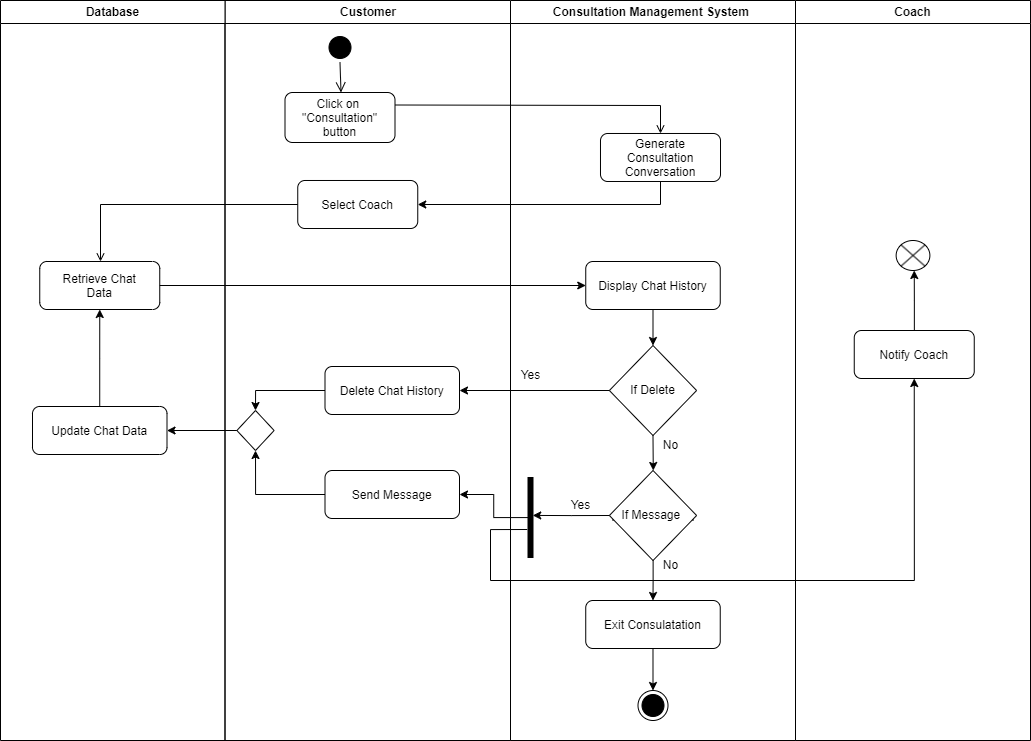 Database
Customer
Consultation Management System
Coach
Click on
"Consultation"
button
Generate
Consultation
Conversation
Select Coach
Retrieve Chat
Data
Display Chat History
Notify Coach
Yes
Delete Chat History
If Delete
Update Chat Data
No
Send Message
Yes
If Message
No
Exit Consulatation